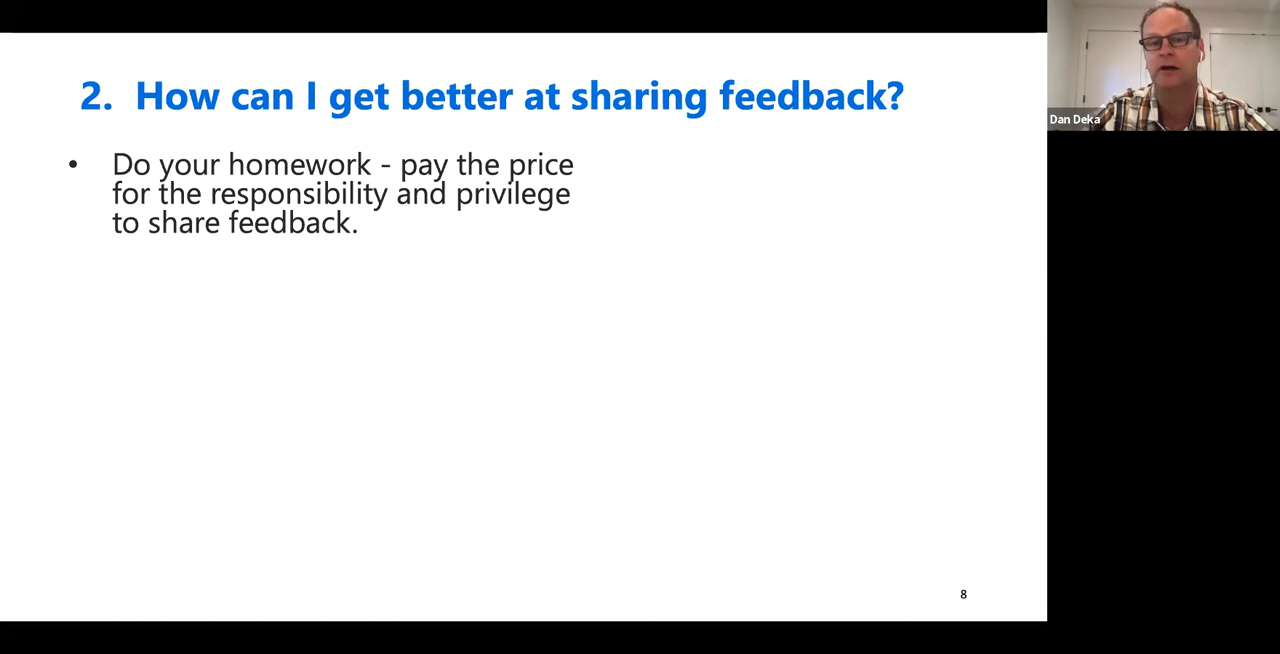 2. How can I get better at sharing feedback?
• Do your homework - pay the price
for the responsibility and privilege
to share feedback.
8
Dan Deka